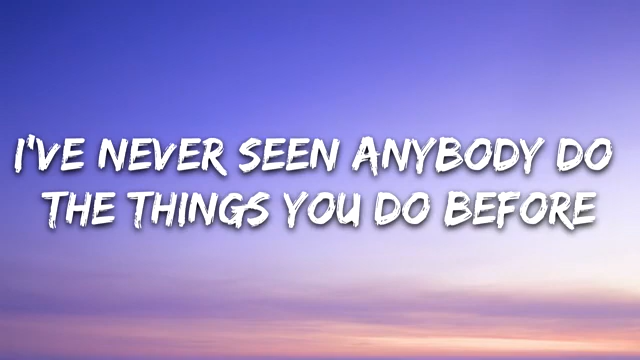 I'VE NEVER SEEN ANYBODY DO
THE THINGS YOU DO BEFORE